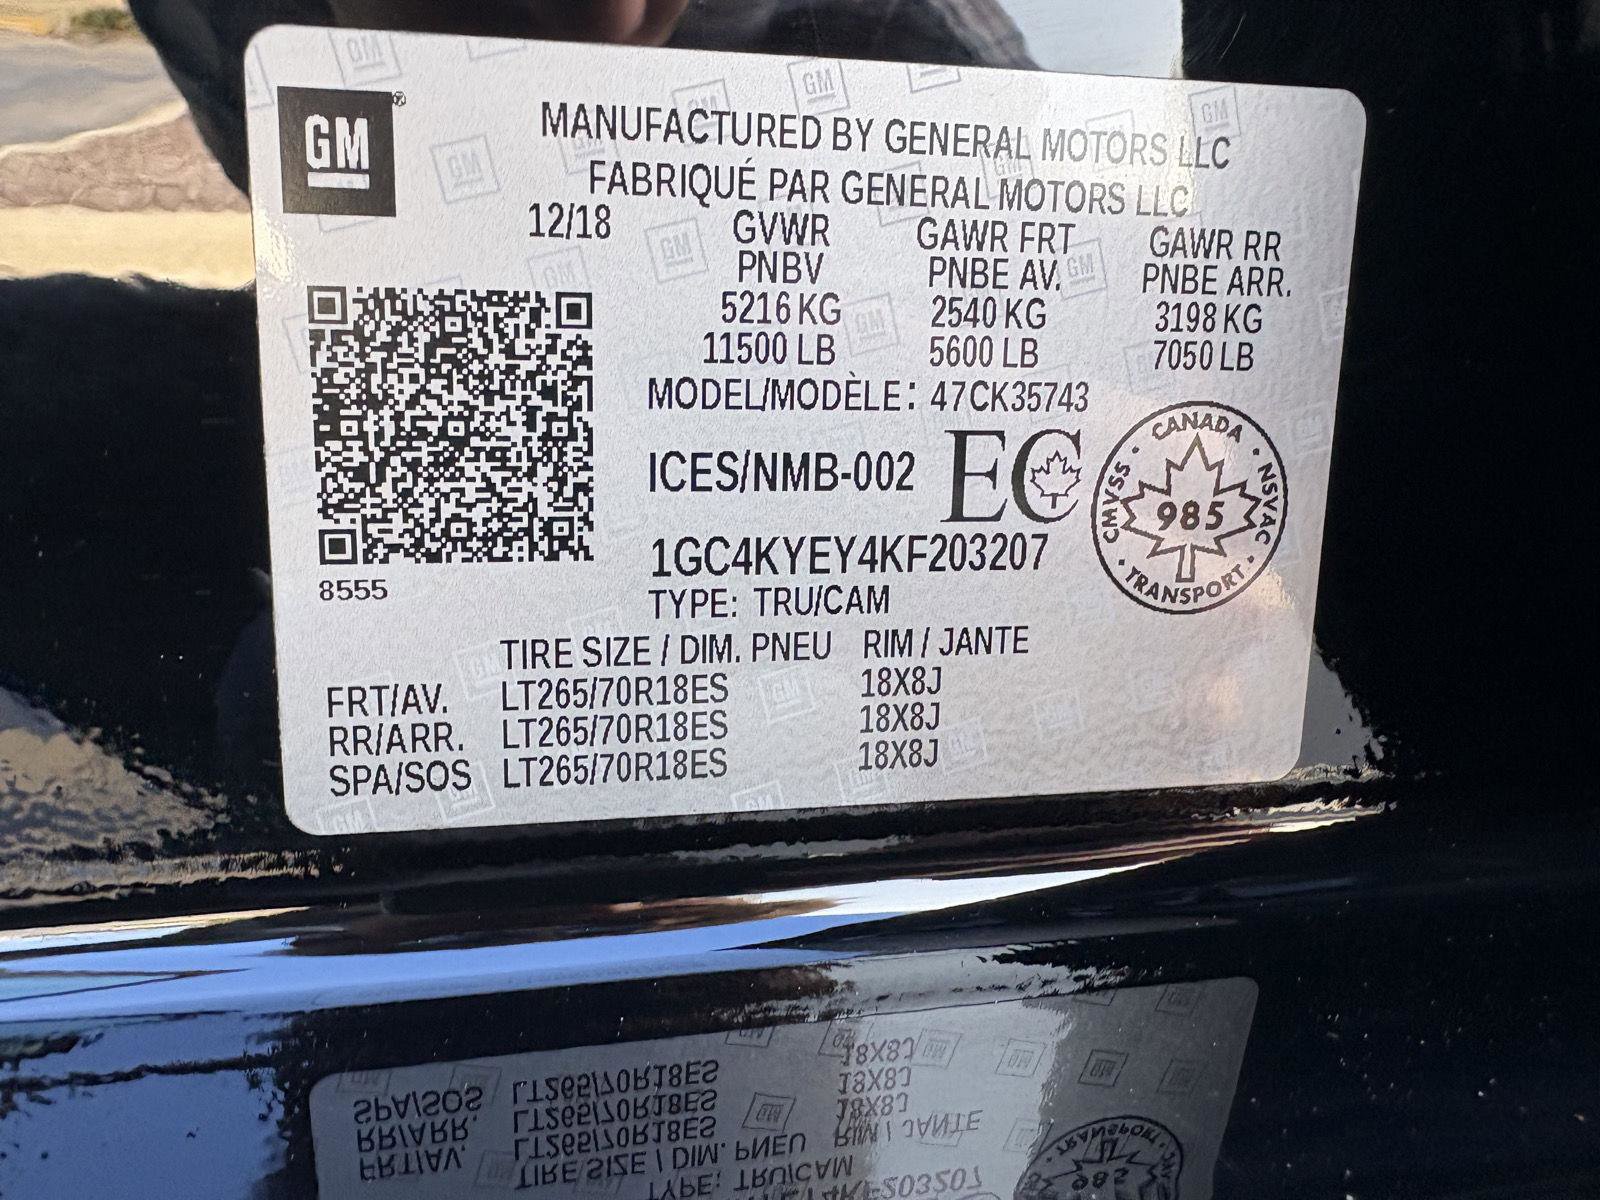 GM
MANUFACTURED BY GENERAL MOTORS LLC
FABRIQUÉ PAR GENERAL MOTORS LLC
12/18 GVWR GAWR FRT GAWR RR
PNBV PNBE AV. PNBE ARR.
5216 KG 2540 KG 3198 KG
11500 LB 5600 LB 7050 LB
MODEL/MODÈLE: 47CK35743
ICES/NMB-002 EC
CANADA
CMVSS 985 NSVAC
TRANSPORT
1GC4KYEY4KF203207
8555
TYPE: TRU/CAM
TIRE SIZE / DIM. PNEU RIM / JANTE
FRT/AV. LT265/70R18ES 18X8J
RR/ARR. LT265/70R18ES 18X8J
SPA/SOS LT265/70R18ES 18X8J